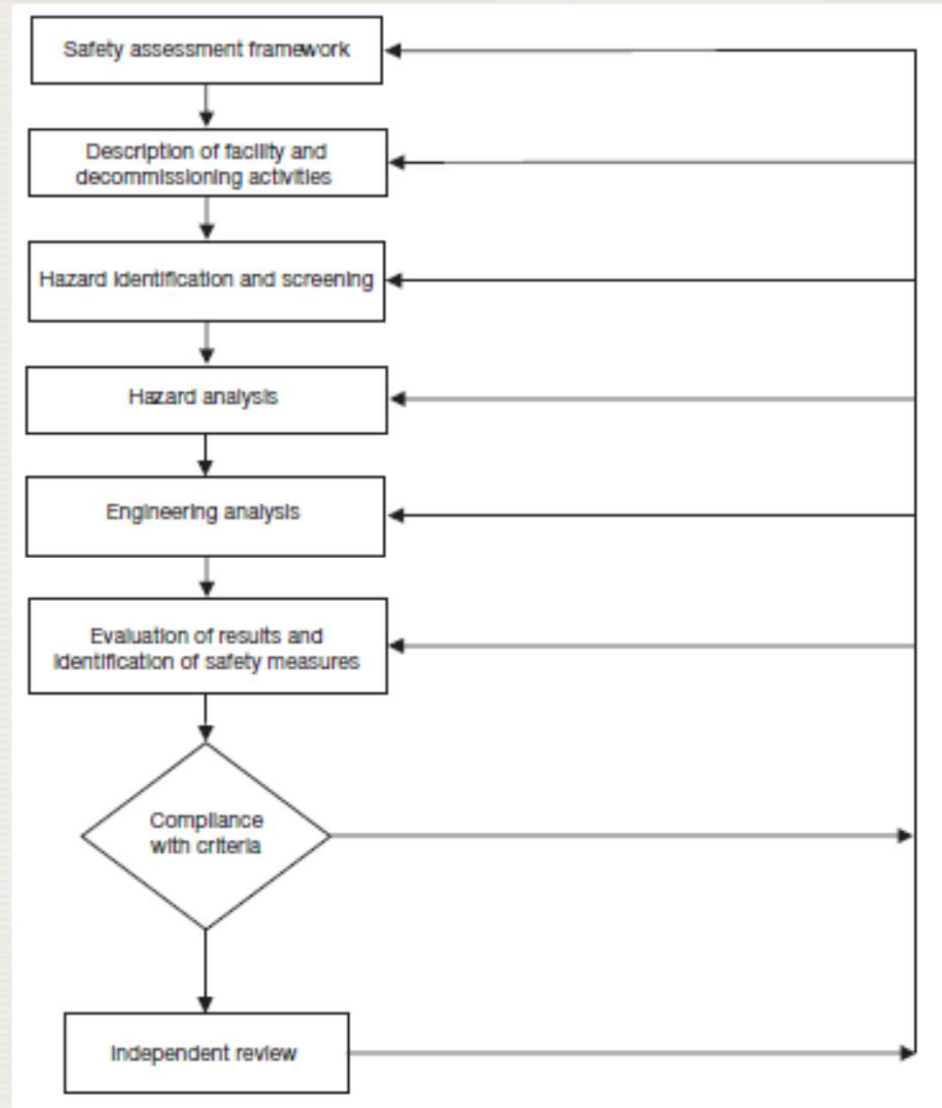 Safety assessment framework
Description of facility and
decommissioning activities
Hazard identification and screening
Hazard analysis
Engineering analysis
Evaluation of results and
identification of safety measures
Compliance
with criteria
Independent review